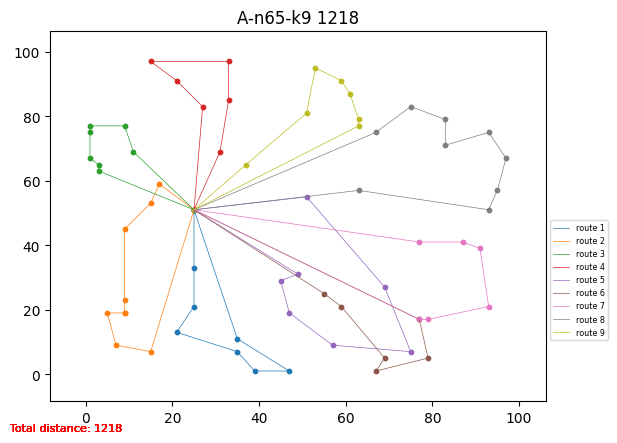 A-n65-k9 1218
100
80
60
40
20
0
0 20 40 60 80 100
route 1
route 2
route 3
route 4
route 5
route 6
route 7
route 8
route 9
Total distance: 1218